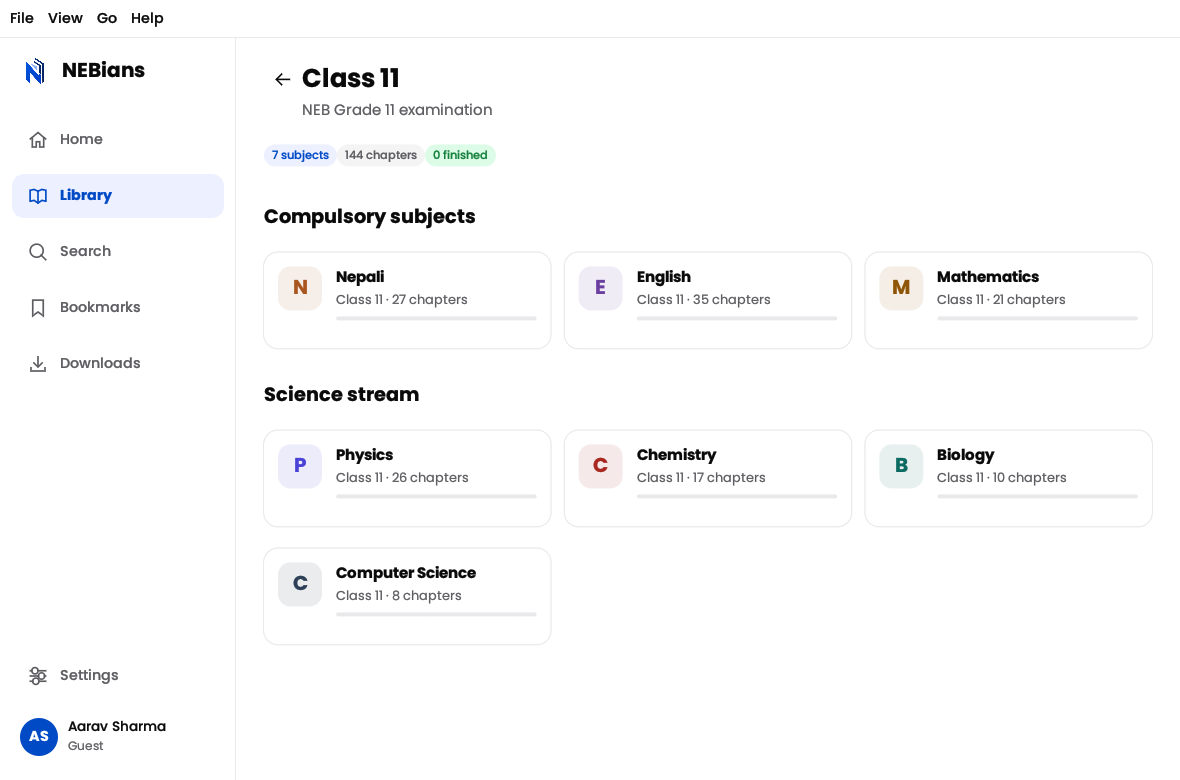 File View Go Help
NEBians
Home
Library
Search
Bookmarks
Downloads
Settings
AS
Aarav Sharma
Guest
Class 11
NEB Grade 11 examination
7 subjects 144 chapters 0 finished
Compulsory subjects
N
Nepali
Class 11 · 27 chapters
E
English
Class 11 · 35 chapters
M
Mathematics
Class 11 · 21 chapters
Science stream
P
Physics
Class 11 · 26 chapters
C
Chemistry
Class 11 · 17 chapters
B
Biology
Class 11 · 10 chapters
C
Computer Science
Class 11 · 8 chapters